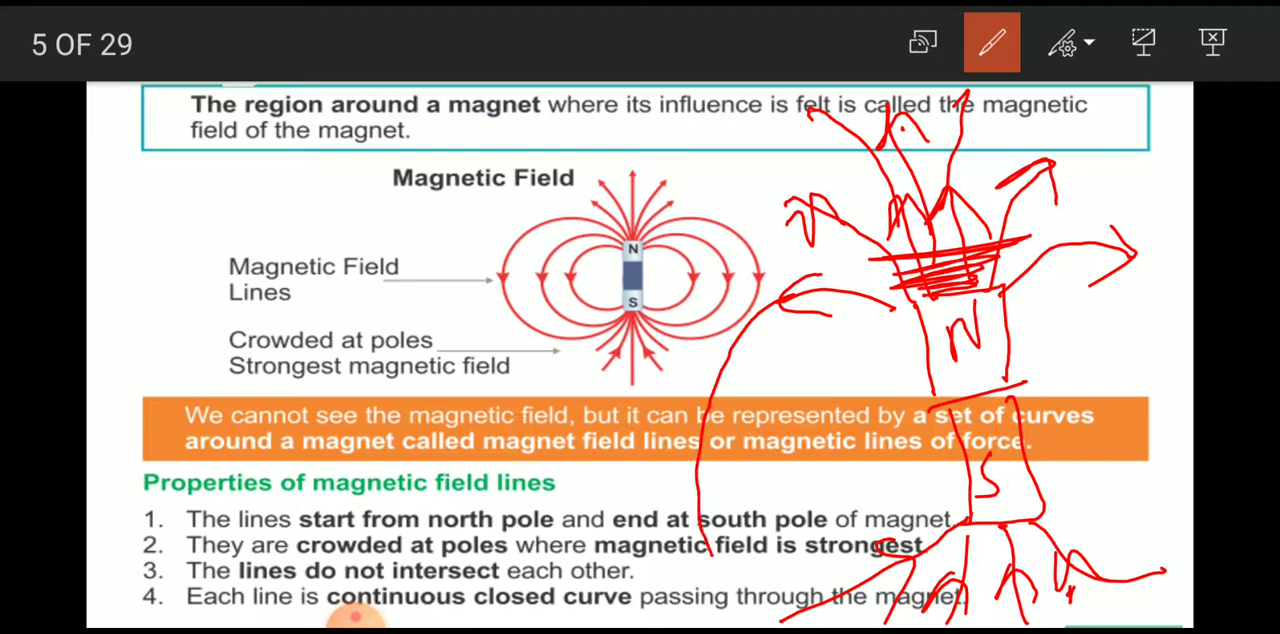 5 OF 29
The region around a magnet where its influence is felt is called the magnetic
field of the magnet.
Magnetic Field
N
S
Magnetic Field
Lines
Crowded at poles
Strongest magnetic field
N
We cannot see the magnetic field, but it can be represented by a set of curves
around a magnet called magnet field lines or magnetic lines of force.
S
Properties of magnetic field lines
1. The lines start from north pole and end at south pole of magnet.
2. They are crowded at poles where magnetic field is strongest.
3. The lines do not intersect each other.
4. Each line is continuous closed curve passing through the magnet.